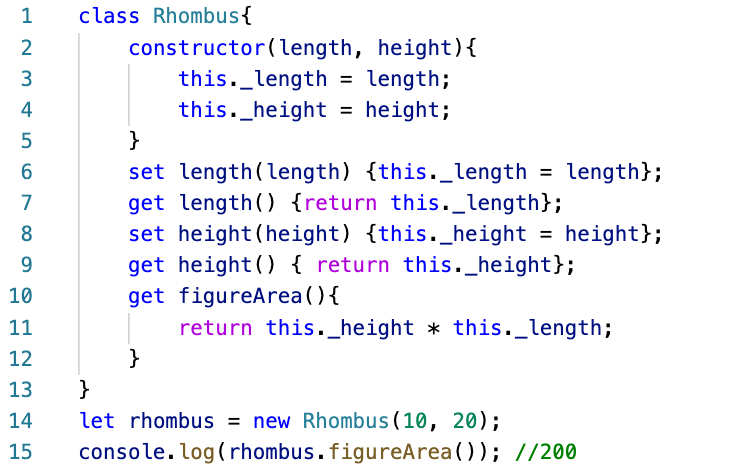 1 class Rhombus{
2 constructor(length, height){
3 this._length = length;
4 this._height = height;
5 }
6 set length(length) {this._length = length};
7 get length() {return this._length};
8 set height(height) {this._height = height};
9 get height() { return this._height};
10 get figureArea(){
11 return this._height * this._length;
12 }
13 }
14 let rhombus = new Rhombus(10, 20);
15 console.log(rhombus.figureArea()); //200